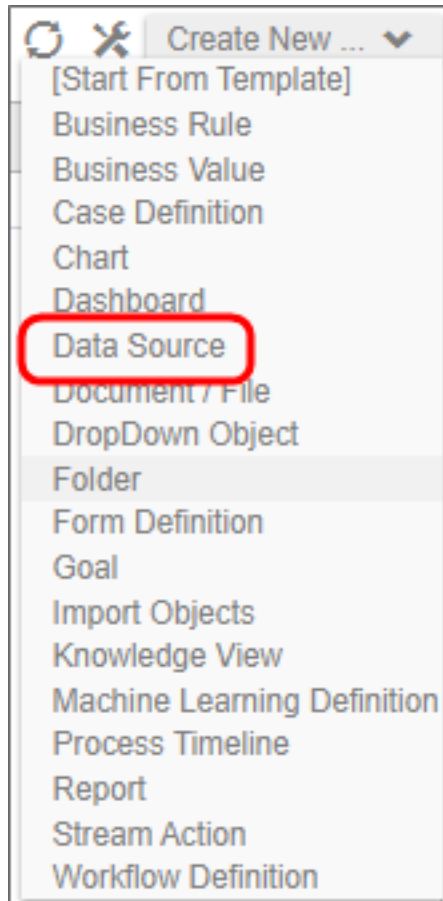 Create New ...
[Start From Template]
Business Rule
Business Value
Case Definition
Chart
Dashboard
Data Source
Document / File
DropDown Object
Folder
Form Definition
Goal
Import Objects
Knowledge View
Machine Learning Definition
Process Timeline
Report
Stream Action
Workflow Definition